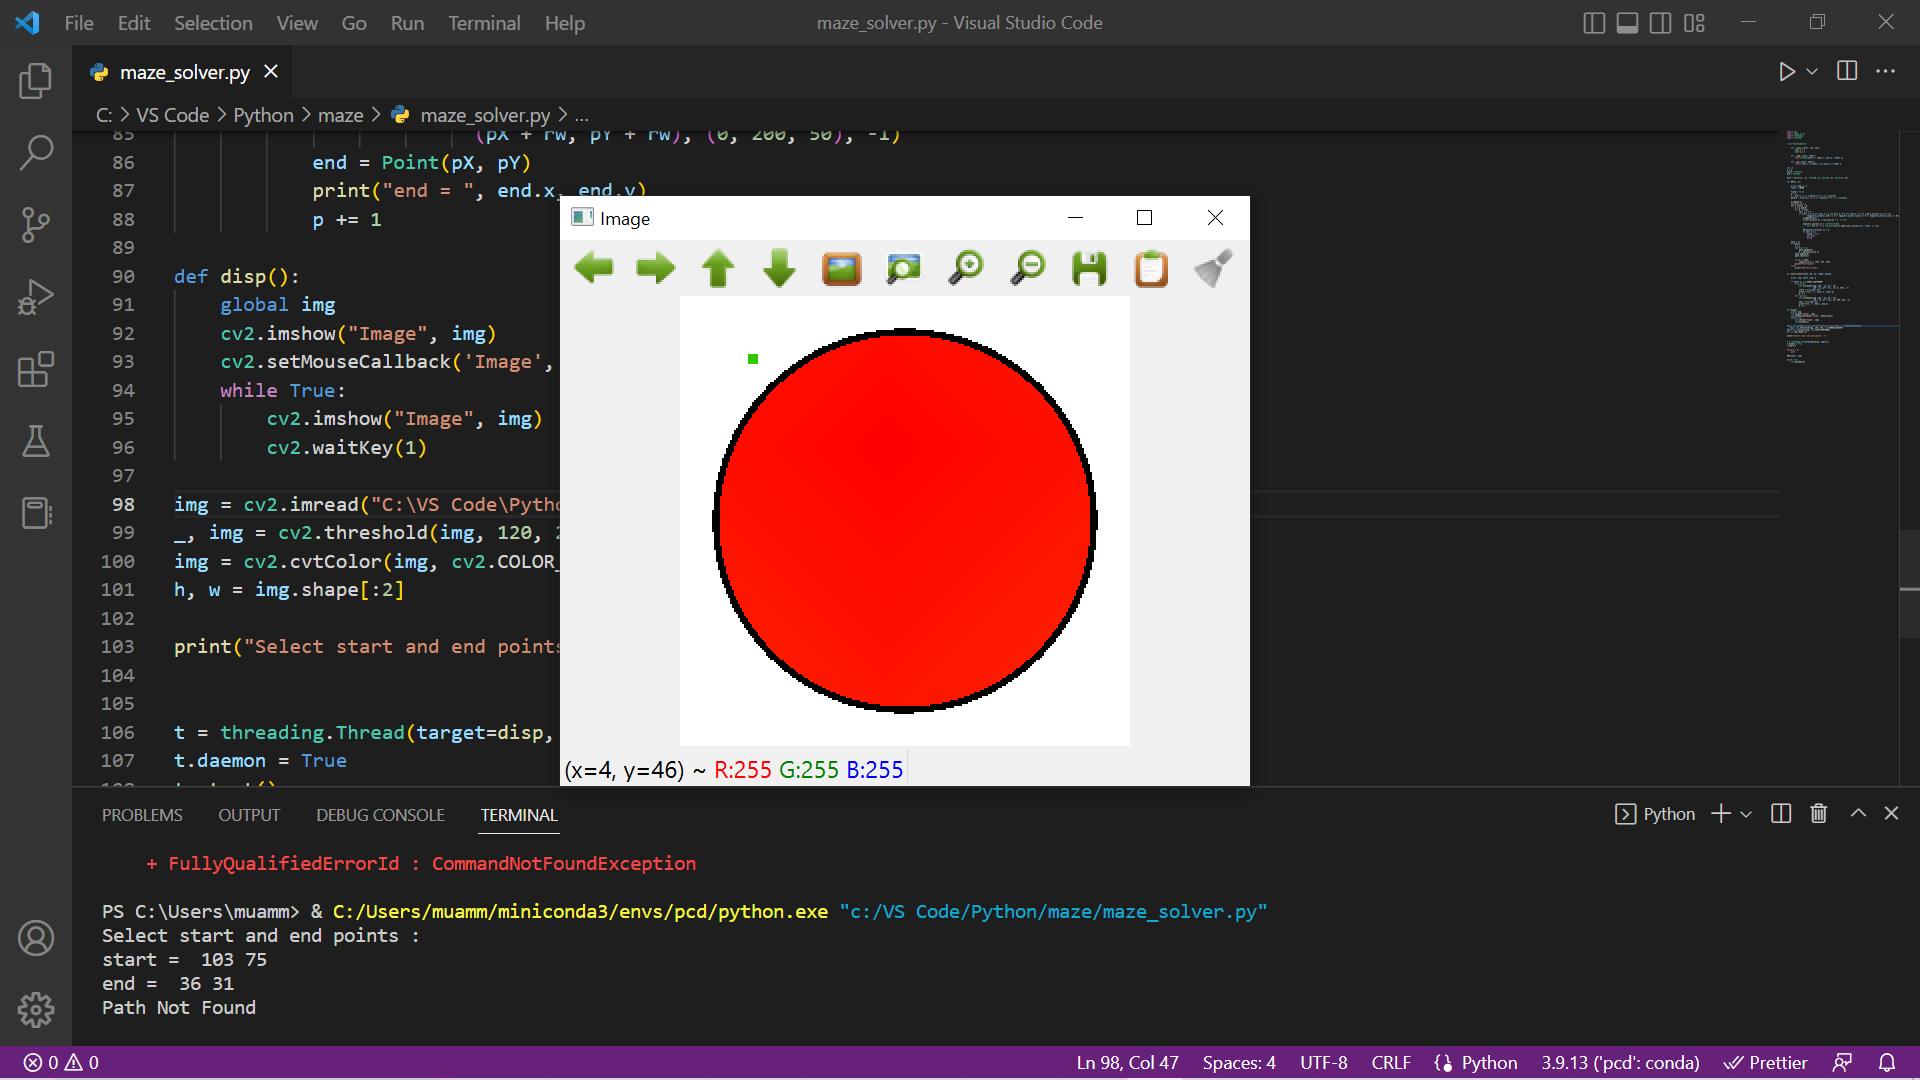 File Edit Selection View Go Run Terminal Help maze_solver.py - Visual Studio Code
maze_solver.py
C: > VS Code > Python > maze > maze_solver.py > ...
85 (pX + rw, pY + rw), (0, 200, 50), -1)
86 end = Point(pX, pY)
87 print("end = ", end.x, end.y)
88 p += 1
89
90 def disp():
91 global img
92 cv2.imshow("Image", img)
93 cv2.setMouseCallback('Image',
94 while True:
95 cv2.imshow("Image", img)
96 cv2.waitKey(1)
97
98 img = cv2.imread("C:\VS Code\Pytho
99 _, img = cv2.threshold(img, 120, 2
100 img = cv2.cvtColor(img, cv2.COLOR_
101 h, w = img.shape[:2]
102
103 print("Select start and end points
104
105
106 t = threading.Thread(target=disp,
107 t.daemon = True
Image
(x=4, y=46) ~ R:255 G:255 B:255
PROBLEMS OUTPUT DEBUG CONSOLE TERMINAL Python
+ FullyQualifiedErrorId : CommandNotFoundException
PS C:\Users\muamm> & C:/Users/muamm/miniconda3/envs/pcd/python.exe "c:/VS Code/Python/maze/maze_solver.py"
Select start and end points :
start =  103 75
end =  36 31
Path Not Found
0 0 Ln 98, Col 47 Spaces: 4 UTF-8 CRLF Python 3.9.13 ('pcd': conda) Prettier